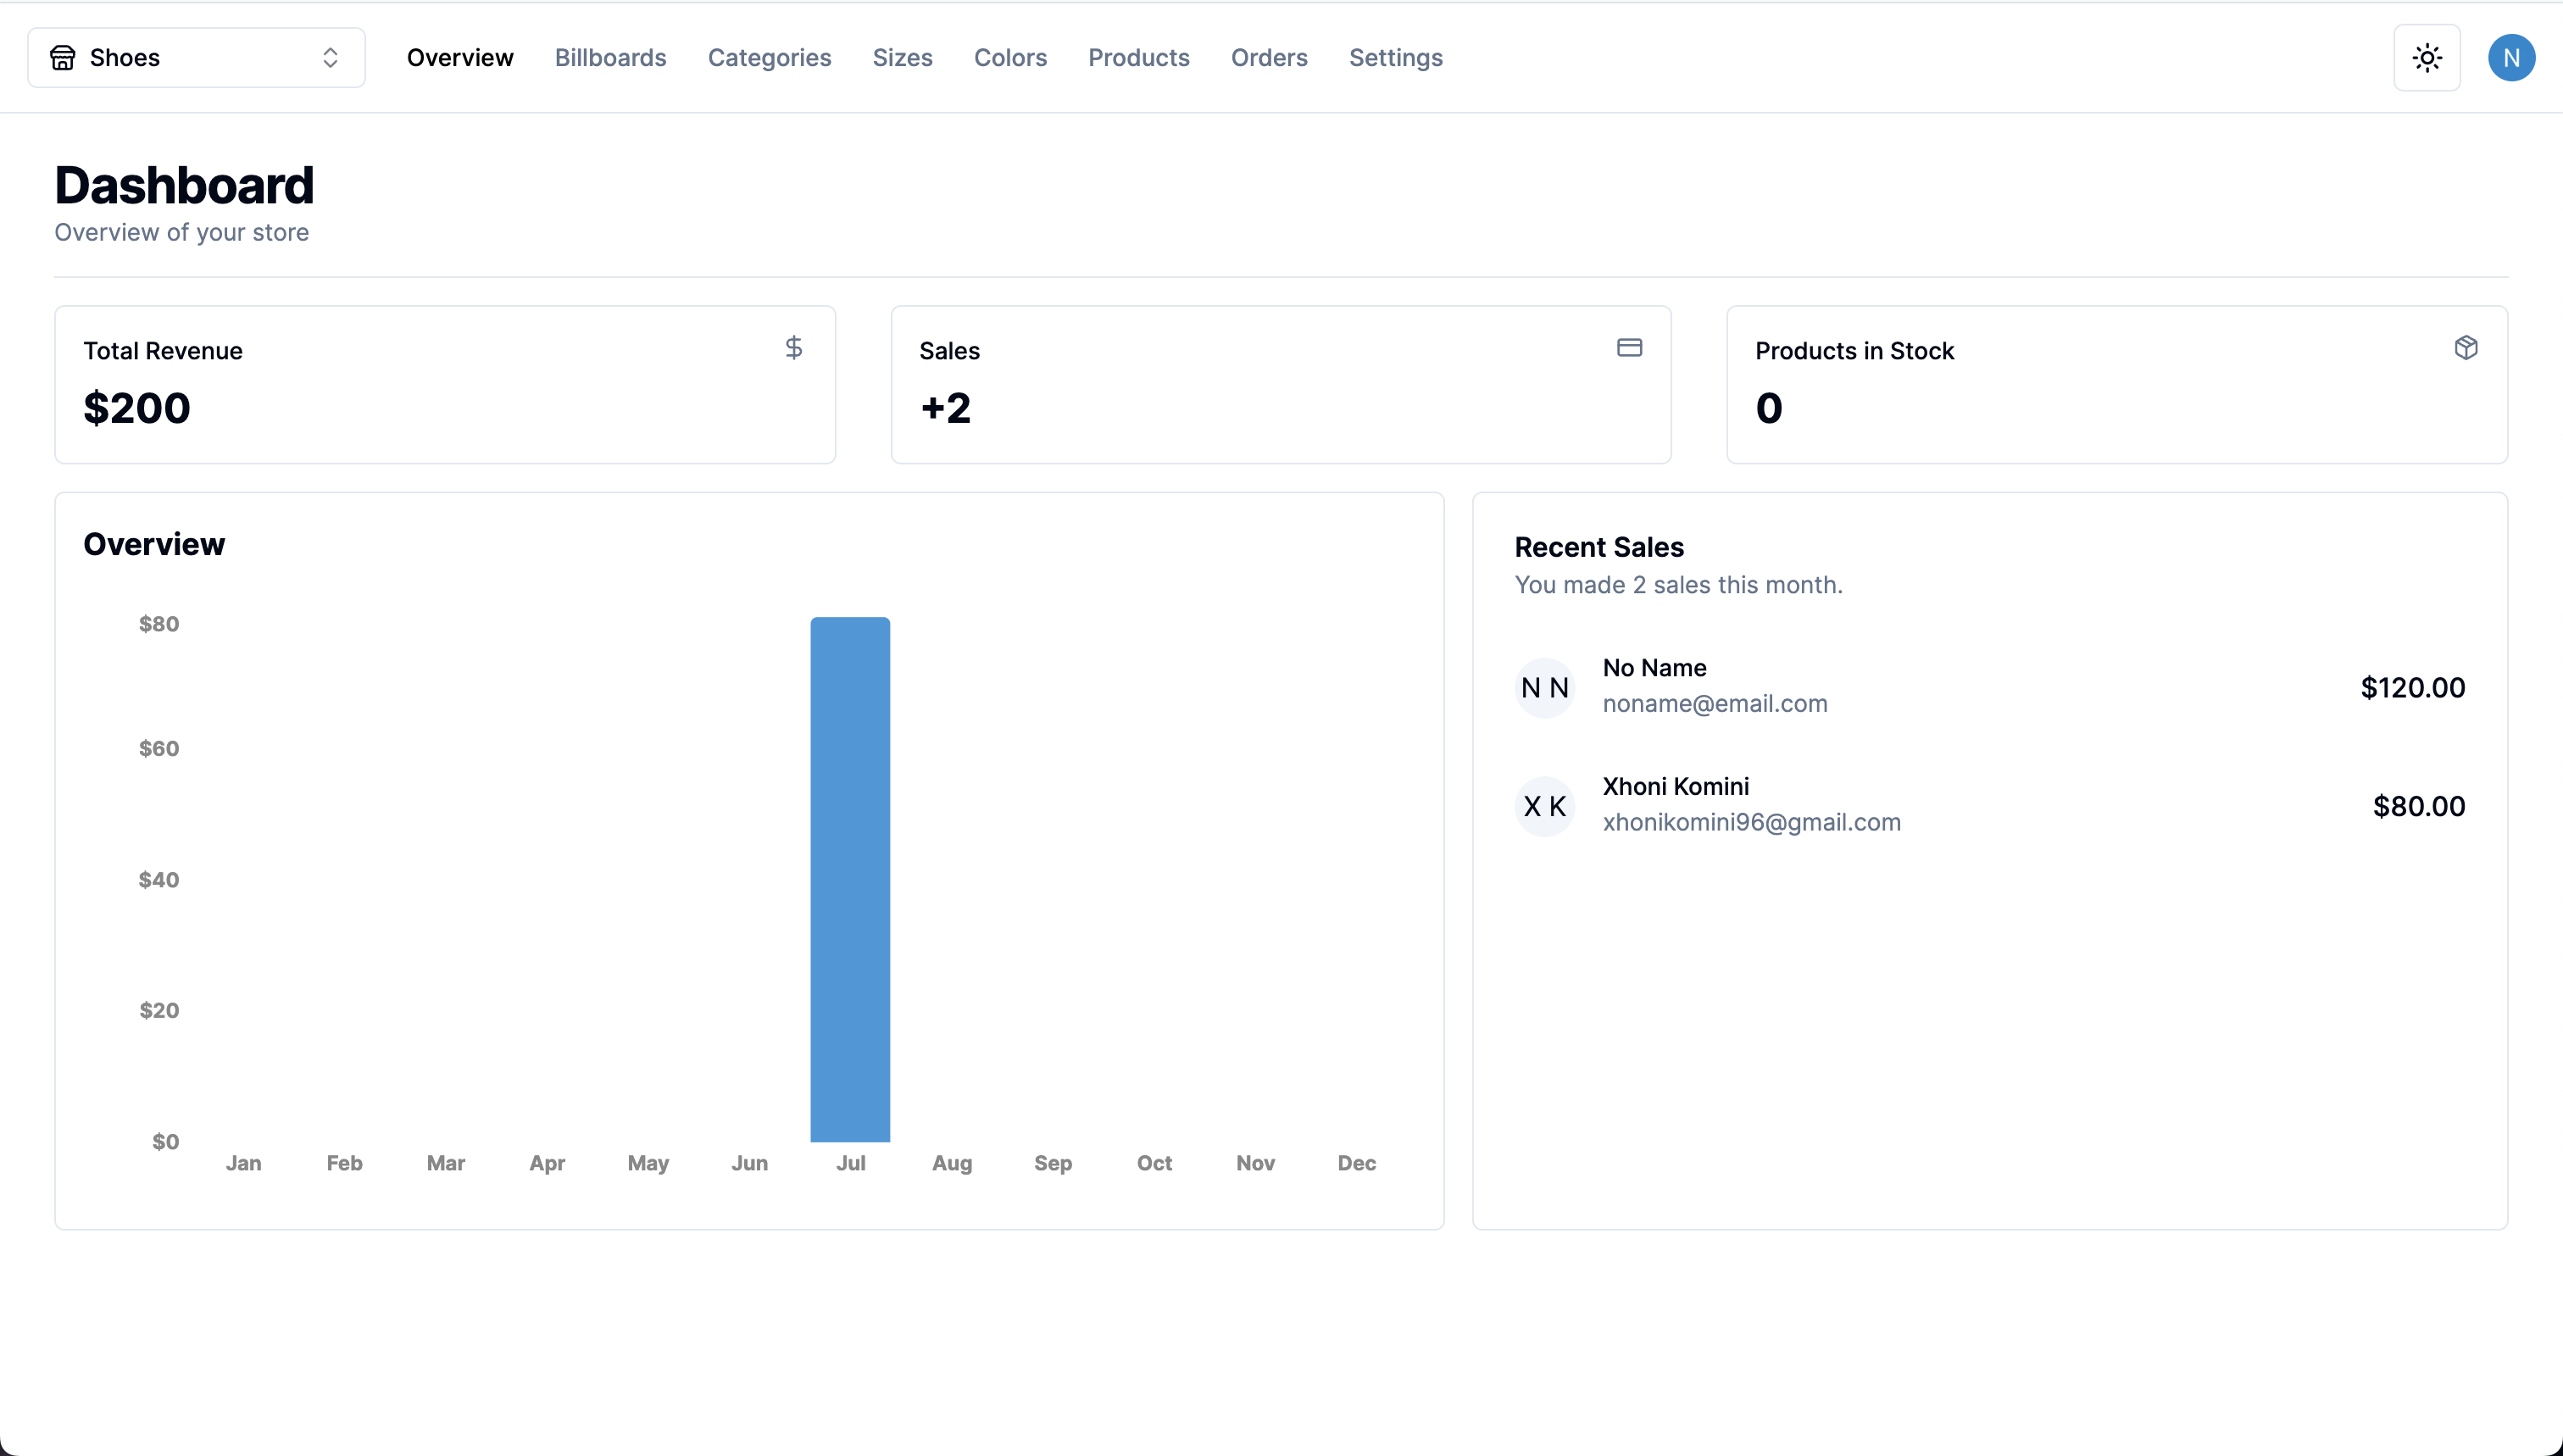 Shoes
Overview Billboards Categories Sizes Colors Products Orders Settings
N
Dashboard
Overview of your store
Total Revenue
$200
Sales
+2
Products in Stock
0
Overview
$80
$60
$40
$20
$0
Jan Feb Mar Apr May Jun Jul Aug Sep Oct Nov Dec
Recent Sales
You made 2 sales this month.
N N
No Name
noname@email.com
$120.00
X K
Xhoni Komini
xhonikomini96@gmail.com
$80.00